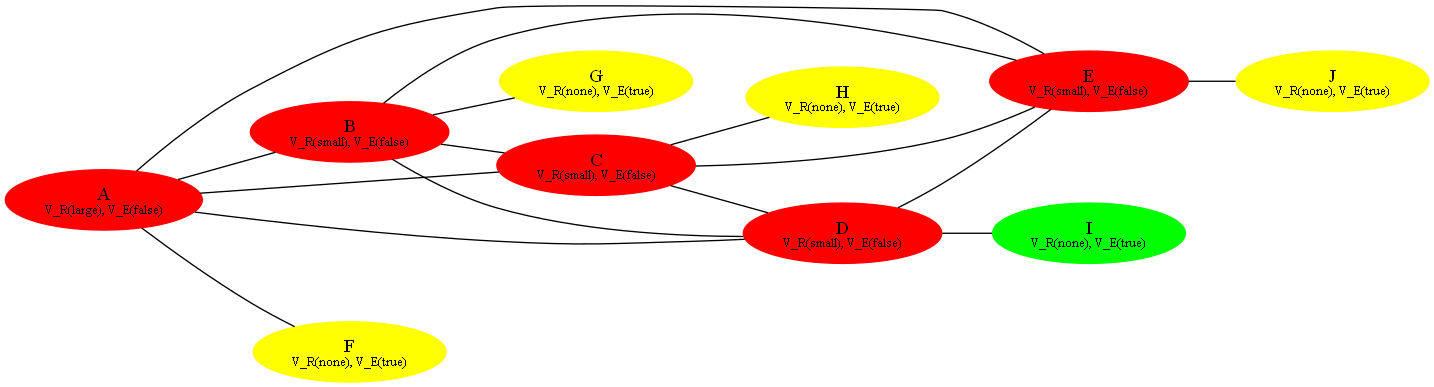 A
V_R(large), V_E(false)
B
V_R(small), V_E(false)
G
V_R(none), V_E(true)
C
V_R(small), V_E(false)
H
V_R(none), V_E(true)
D
V_R(small), V_E(false)
E
V_R(small), V_E(false)
J
V_R(none), V_E(true)
I
V_R(none), V_E(true)
F
V_R(none), V_E(true)